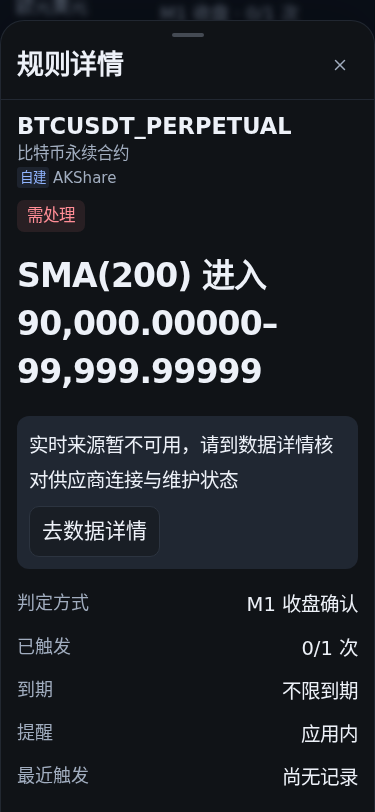 规则详情
×
BTCUSDT_PERPETUAL
比特币永续合约
自建 AKShare
需处理
SMA(200) 进入
90,000.00000–
99,999.99999
实时来源暂不可用，请到数据详情核
对供应商连接与维护状态
去数据详情
判定方式 M1 收盘确认
已触发 0/1 次
到期 不限到期
提醒 应用内
最近触发 尚无记录